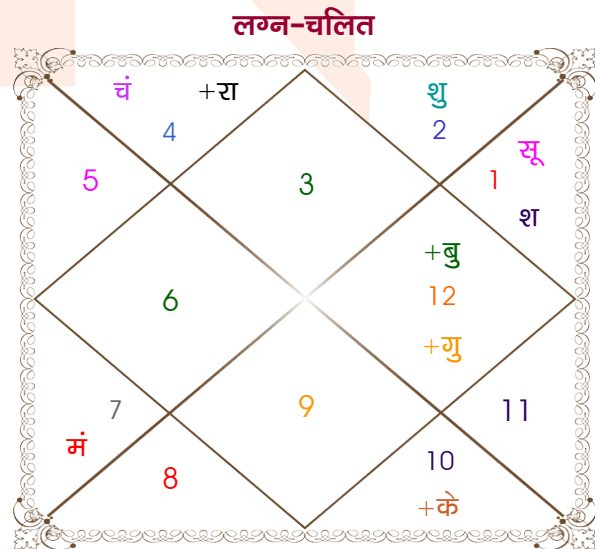 लग्न-चलित
चं +रा शु
4 2
सू
5 3 1
श
+बु
6 12
+गु
7 9 11
मं
8 10
+के